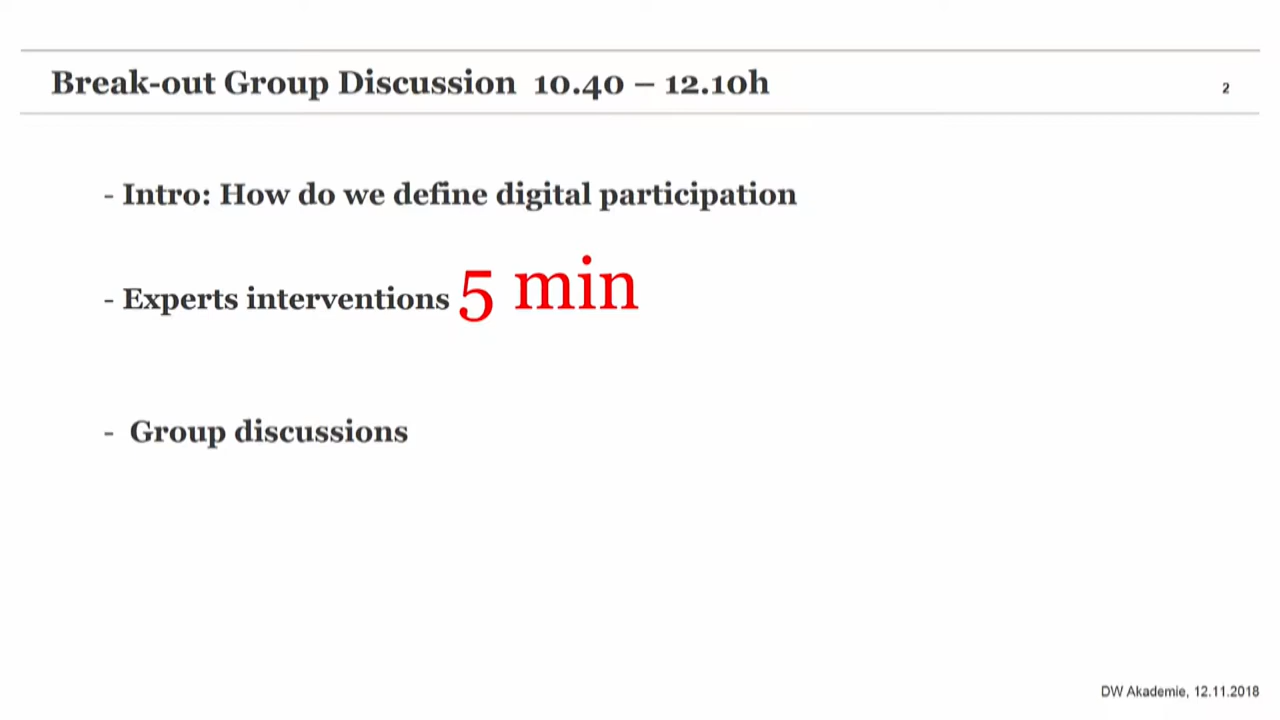 Break-out Group Discussion 10.40 – 12.10h
2
- Intro: How do we define digital participation
- Experts interventions 5 min
- Group discussions
DW Akademie, 12.11.2018